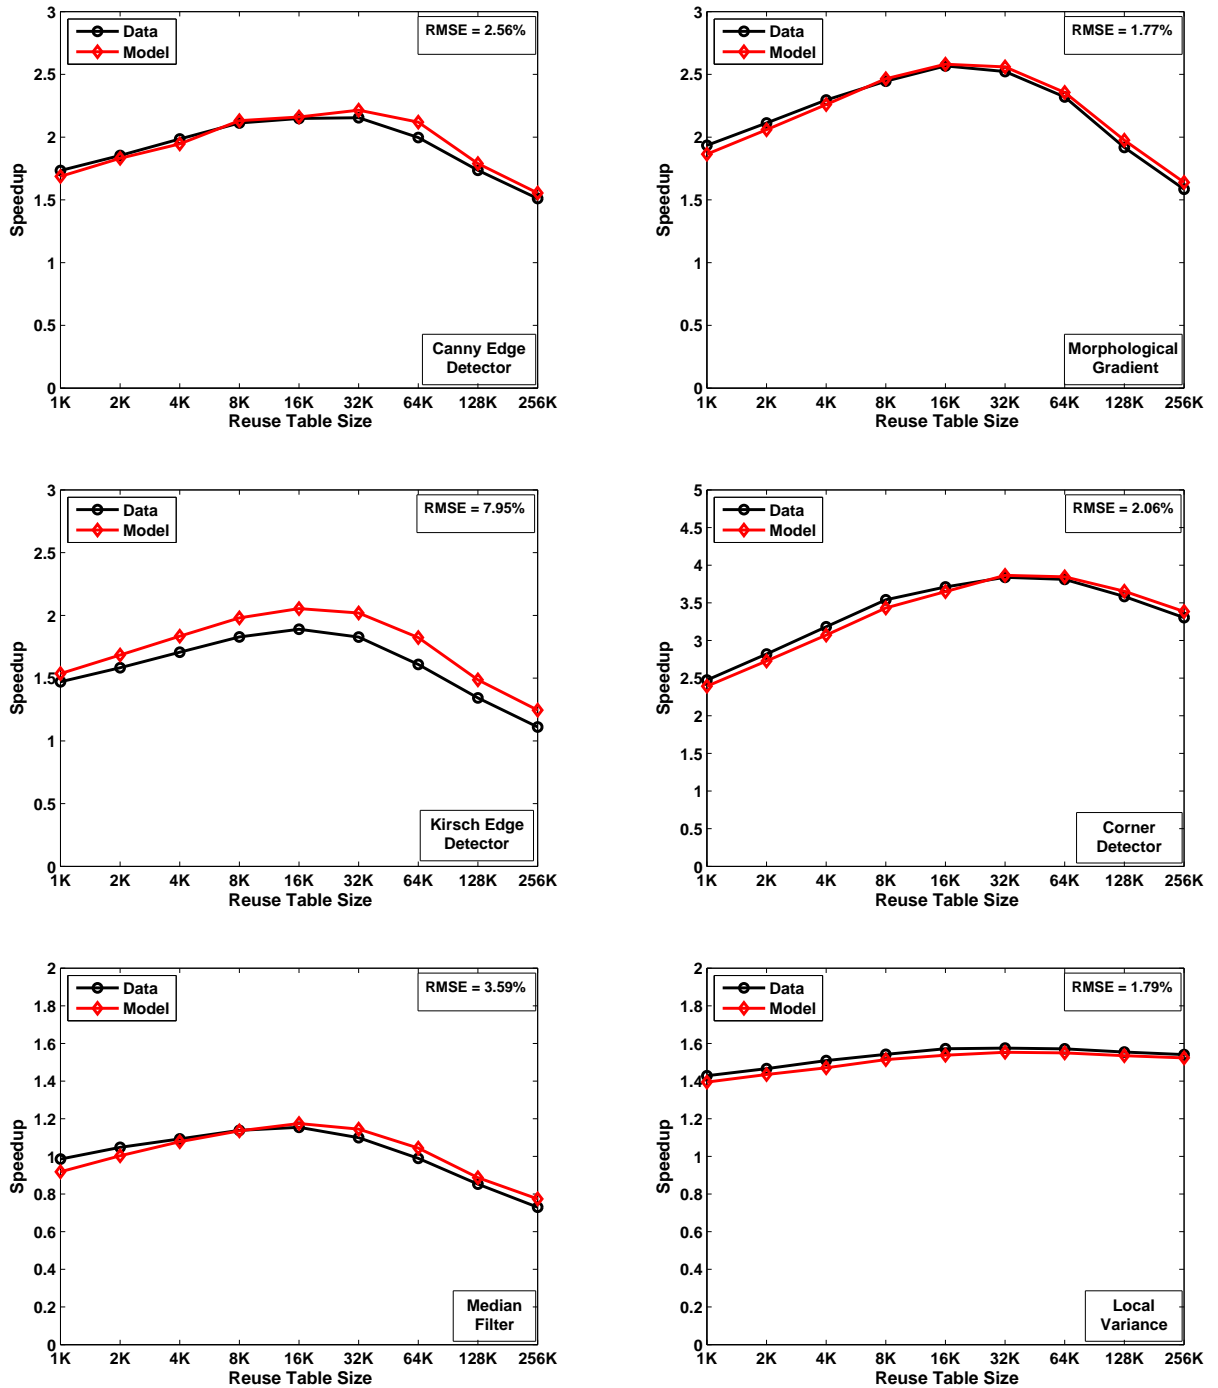 3
2.5
2
1.5
1
0.5
0
Speedup
Data
Model
RMSE = 2.56%
Canny Edge
Detector
1K 2K 4K 8K 16K 32K 64K 128K 256K
Reuse Table Size
3
2.5
2
1.5
1
0.5
0
Speedup
Data
Model
RMSE = 1.77%
Morphological
Gradient
1K 2K 4K 8K 16K 32K 64K 128K 256K
Reuse Table Size
3
2.5
2
1.5
1
0.5
0
Speedup
Data
Model
RMSE = 7.95%
Kirsch Edge
Detector
1K 2K 4K 8K 16K 32K 64K 128K 256K
Reuse Table Size
5
4.5
4
3.5
3
2.5
2
1.5
1
0.5
0
Speedup
Data
Model
RMSE = 2.06%
Corner
Detector
1K 2K 4K 8K 16K 32K 64K 128K 256K
Reuse Table Size
2
1.8
1.6
1.4
1.2
1
0.8
0.6
0.4
0.2
0
Speedup
Data
Model
RMSE = 3.59%
Median
Filter
1K 2K 4K 8K 16K 32K 64K 128K 256K
Reuse Table Size
2
1.8
1.6
1.4
1.2
1
0.8
0.6
0.4
0.2
0
Speedup
Data
Model
RMSE = 1.79%
Local
Variance
1K 2K 4K 8K 16K 32K 64K 128K 256K
Reuse Table Size